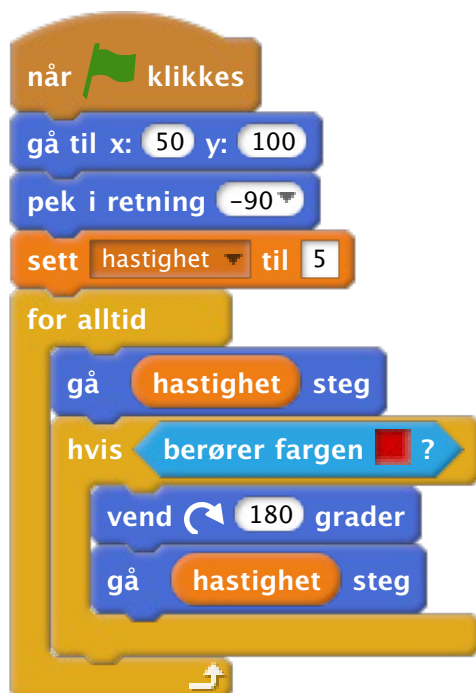 når klikkes
gå til x: 50 y: 100
pek i retning -90
sett hastighet til 5
for alltid
gå hastighet steg
hvis berører fargen ?
vend 180 grader
gå hastighet steg